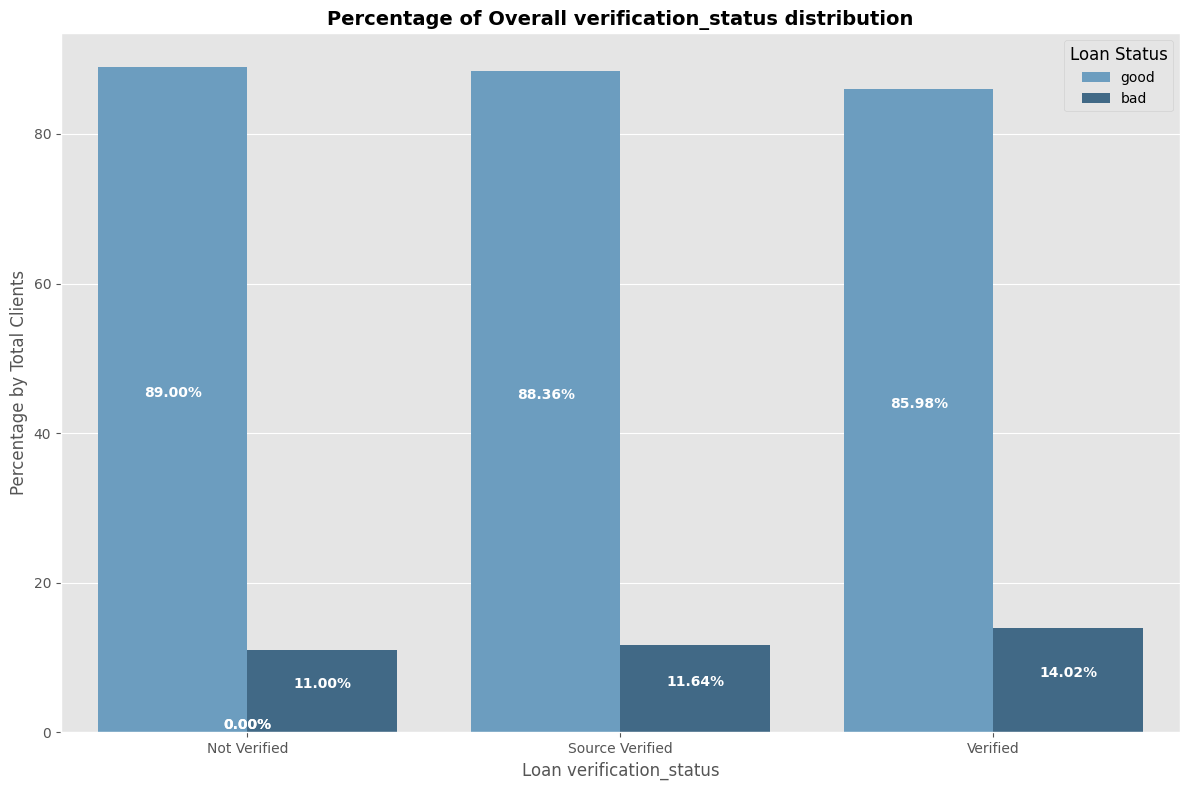 Percentage of Overall verification_status distribution
Loan Status
good
bad
Percentage by Total Clients
80
60
40
20
0
89.00%
88.36%
85.98%
11.00%
11.64%
14.02%
0.00%
Not Verified
Source Verified
Verified
Loan verification_status